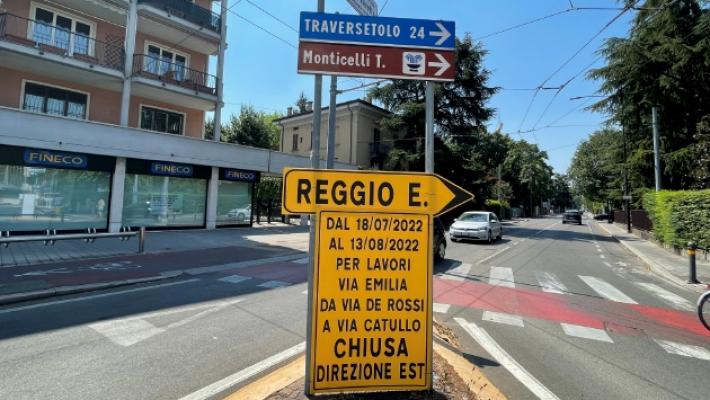 TRAVERSETOLO 24
Monticelli T.
FINECO
FINECO
FINECO
REGGIO E.
DAL 18/07/2022
AL 13/08/2022
PER LAVORI
VIA EMILIA
DA VIA DE ROSSI
A VIA CATULLO
CHIUSA
DIREZIONE EST